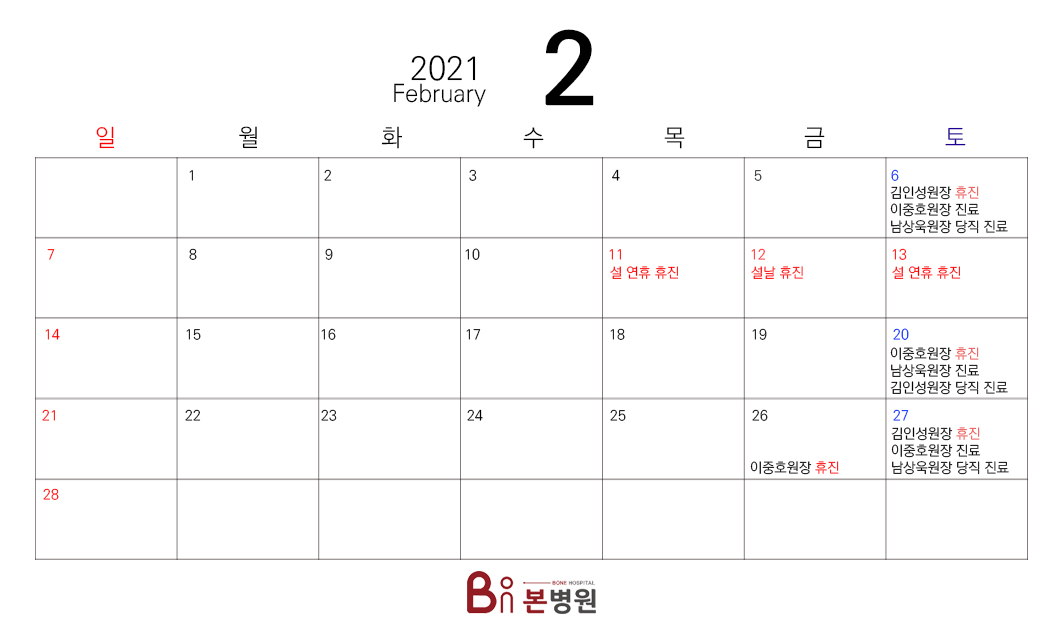 2021
February
2
일 월 화 수 목 금 토
1 2 3 4 5 6
김인성원장 휴진
이중호원장 진료
남상욱원장 당직 진료
7 8 9 10 11 12 13
설 연휴 휴진 설날 휴진 설 연휴 휴진
14 15 16 17 18 19 20
이중호원장 휴진
남상욱원장 진료
김인성원장 당직 진료
21 22 23 24 25 26 27
김인성원장 휴진
이중호원장 진료
이중호원장 휴진 남상욱원장 당직 진료
28
BONE HOSPITAL
본병원